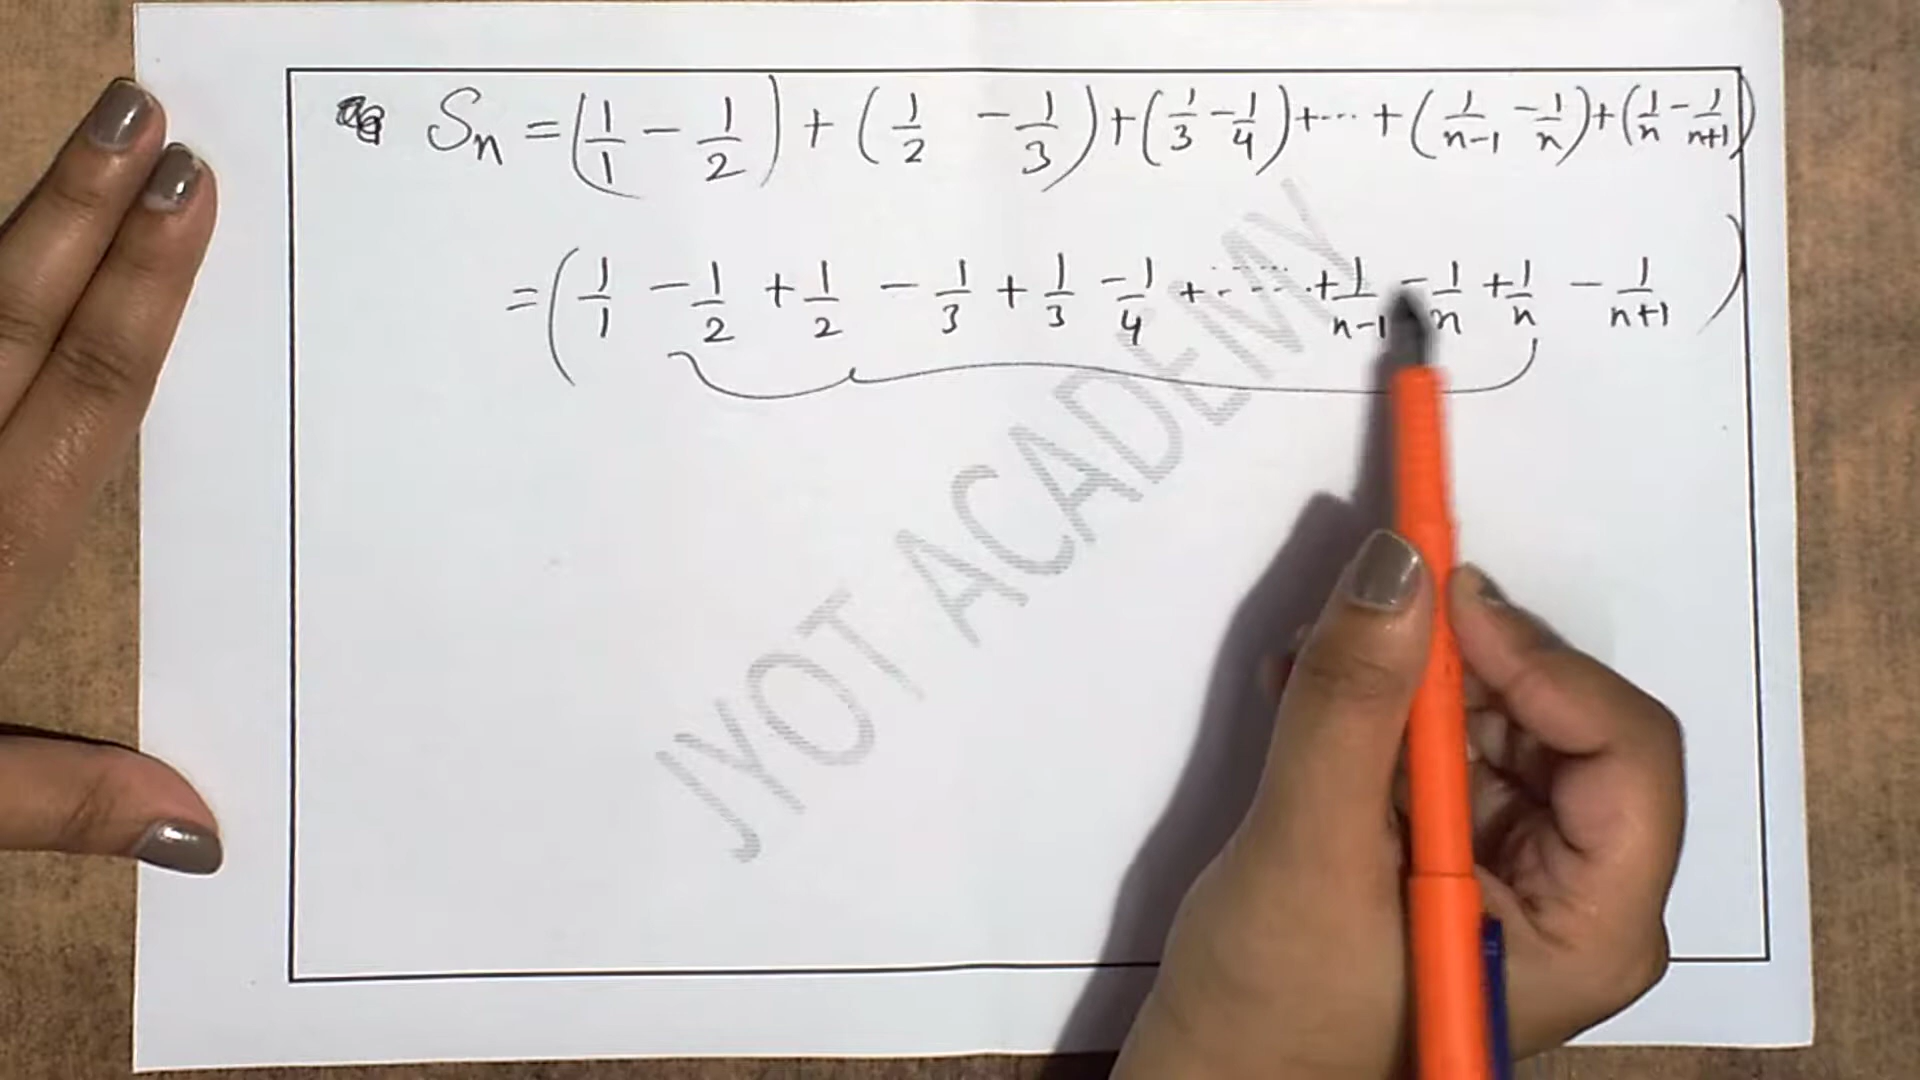 Sn = (1/1 - 1/2) + (1/2 - 1/3) + (1/3 - 1/4) + ... + (1/n-1 - 1/n) + (1/n - 1/n+1)
= (1/1 - 1/2 + 1/2 - 1/3 + 1/3 - 1/4 + ..... + 1/n-1 - 1/n + 1/n - 1/n+1)
JYOT ACADEMY